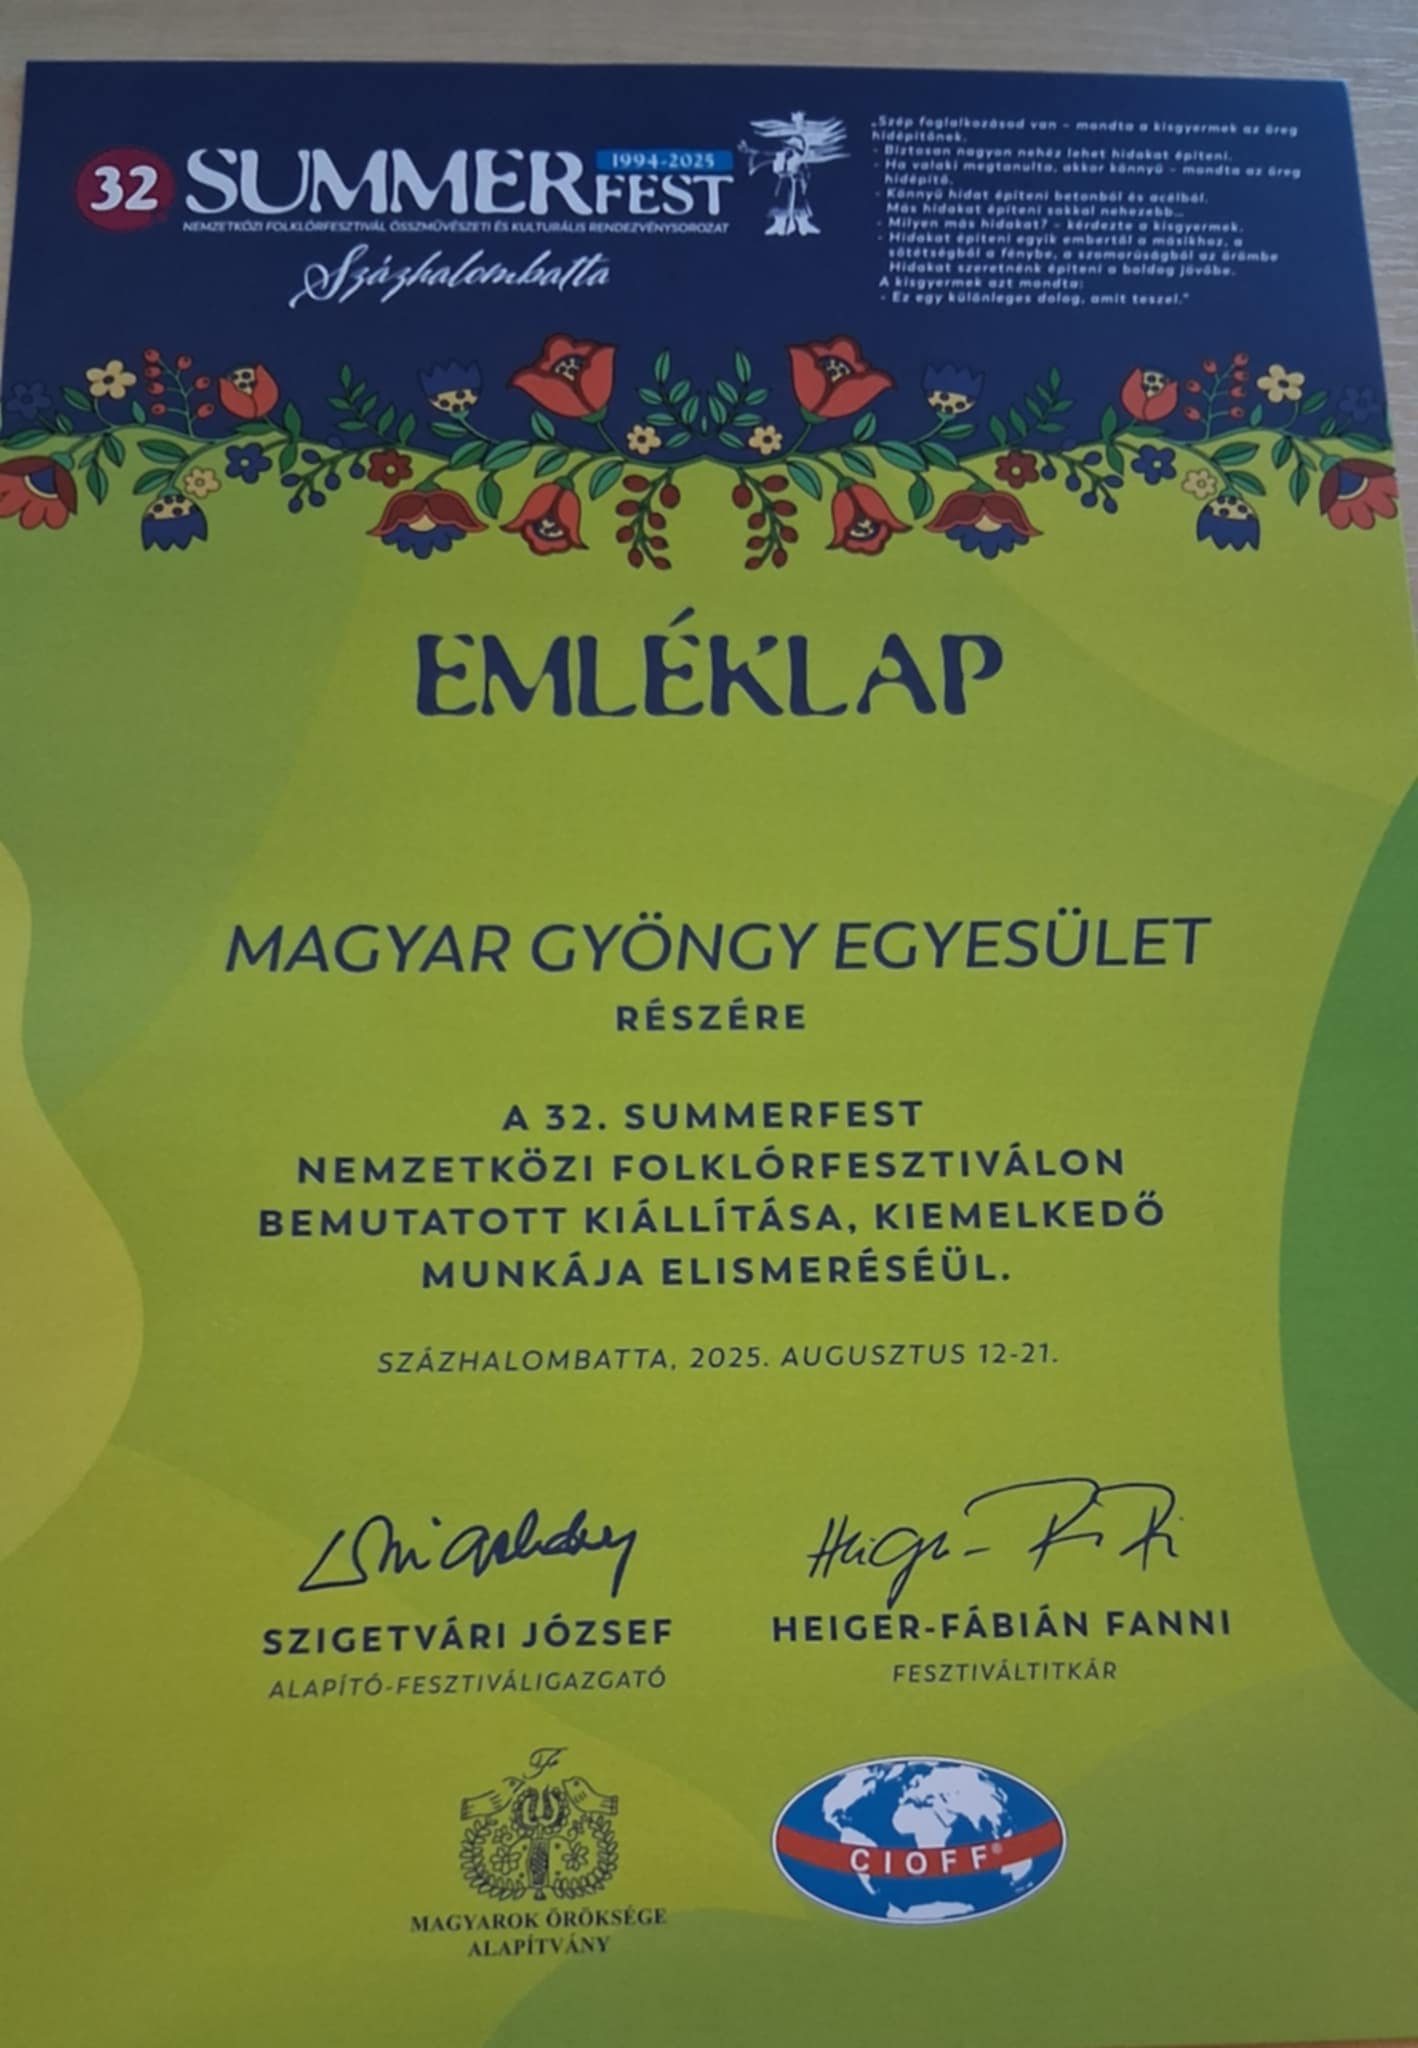 32 SUMMERFEST 1994-2025
NEMZETKÖZI FOLKLÓRFESZTIVÁL ÖSSZMŰVÉSZETI ÉS KULTURÁLIS RENDEZVÉNYSOROZAT
Százhalombatta
„Szép foglalkozásod van – mondta a kisgyermek az öreg
hídépítőnek.
- Biztosan nagyon nehéz lehet hidakat építeni.
- Ha valaki megtanulta, akkor könnyű – mondta az öreg
hídépítő.
- Könnyű hidat építeni betonból és acélból.
Más hidakat építeni sokkal nehezebb...
- Milyen más hidakat? – kérdezte a kisgyermek.
- Hidakat építeni egyik embertől a másikhoz, a
sötétségből a fénybe, a szomorúságból az örömbe
Hidakat szeretnénk építeni a boldog jövőbe.
A kisgyermek azt mondta:
- Ez egy különleges dolog, amit teszel."
EMLÉKLAP
MAGYAR GYÖNGY EGYESÜLET
RÉSZÉRE
A 32. SUMMERFEST
NEMZETKÖZI FOLKLÓRFESZTIVÁLON
BEMUTATOTT KIÁLLÍTÁSA, KIEMELKEDŐ
MUNKÁJA ELISMERÉSÉÜL.
SZÁZHALOMBATTA, 2025. AUGUSZTUS 12-21.
SZIGETVÁRI JÓZSEF
ALAPÍTÓ-FESZTIVÁLIGAZGATÓ
HEIGER-FÁBIÁN FANNI
FESZTIVÁLTITKÁR
MAGYAROK ÖRÖKSÉGE
ALAPÍTVÁNY
CIOFF®